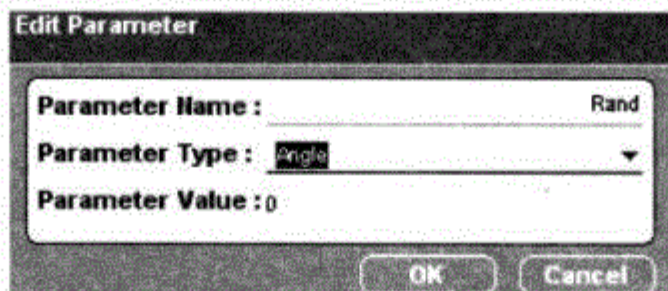 Edit Parameter
Parameter Name : Rand
Parameter Type : Angle
Parameter Value : 0
OK Cancel